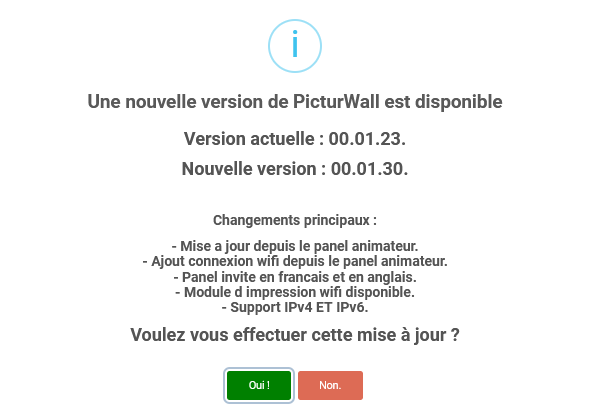 i
Une nouvelle version de PicturWall est disponible
Version actuelle : 00.01.23.
Nouvelle version : 00.01.30.
Changements principaux :
- Mise a jour depuis le panel animateur.
- Ajout connexion wifi depuis le panel animateur.
- Panel invite en francais et en anglais.
- Module d impression wifi disponible.
- Support IPv4 ET IPv6.
Voulez vous effectuer cette mise à jour ?
Oui !
Non.